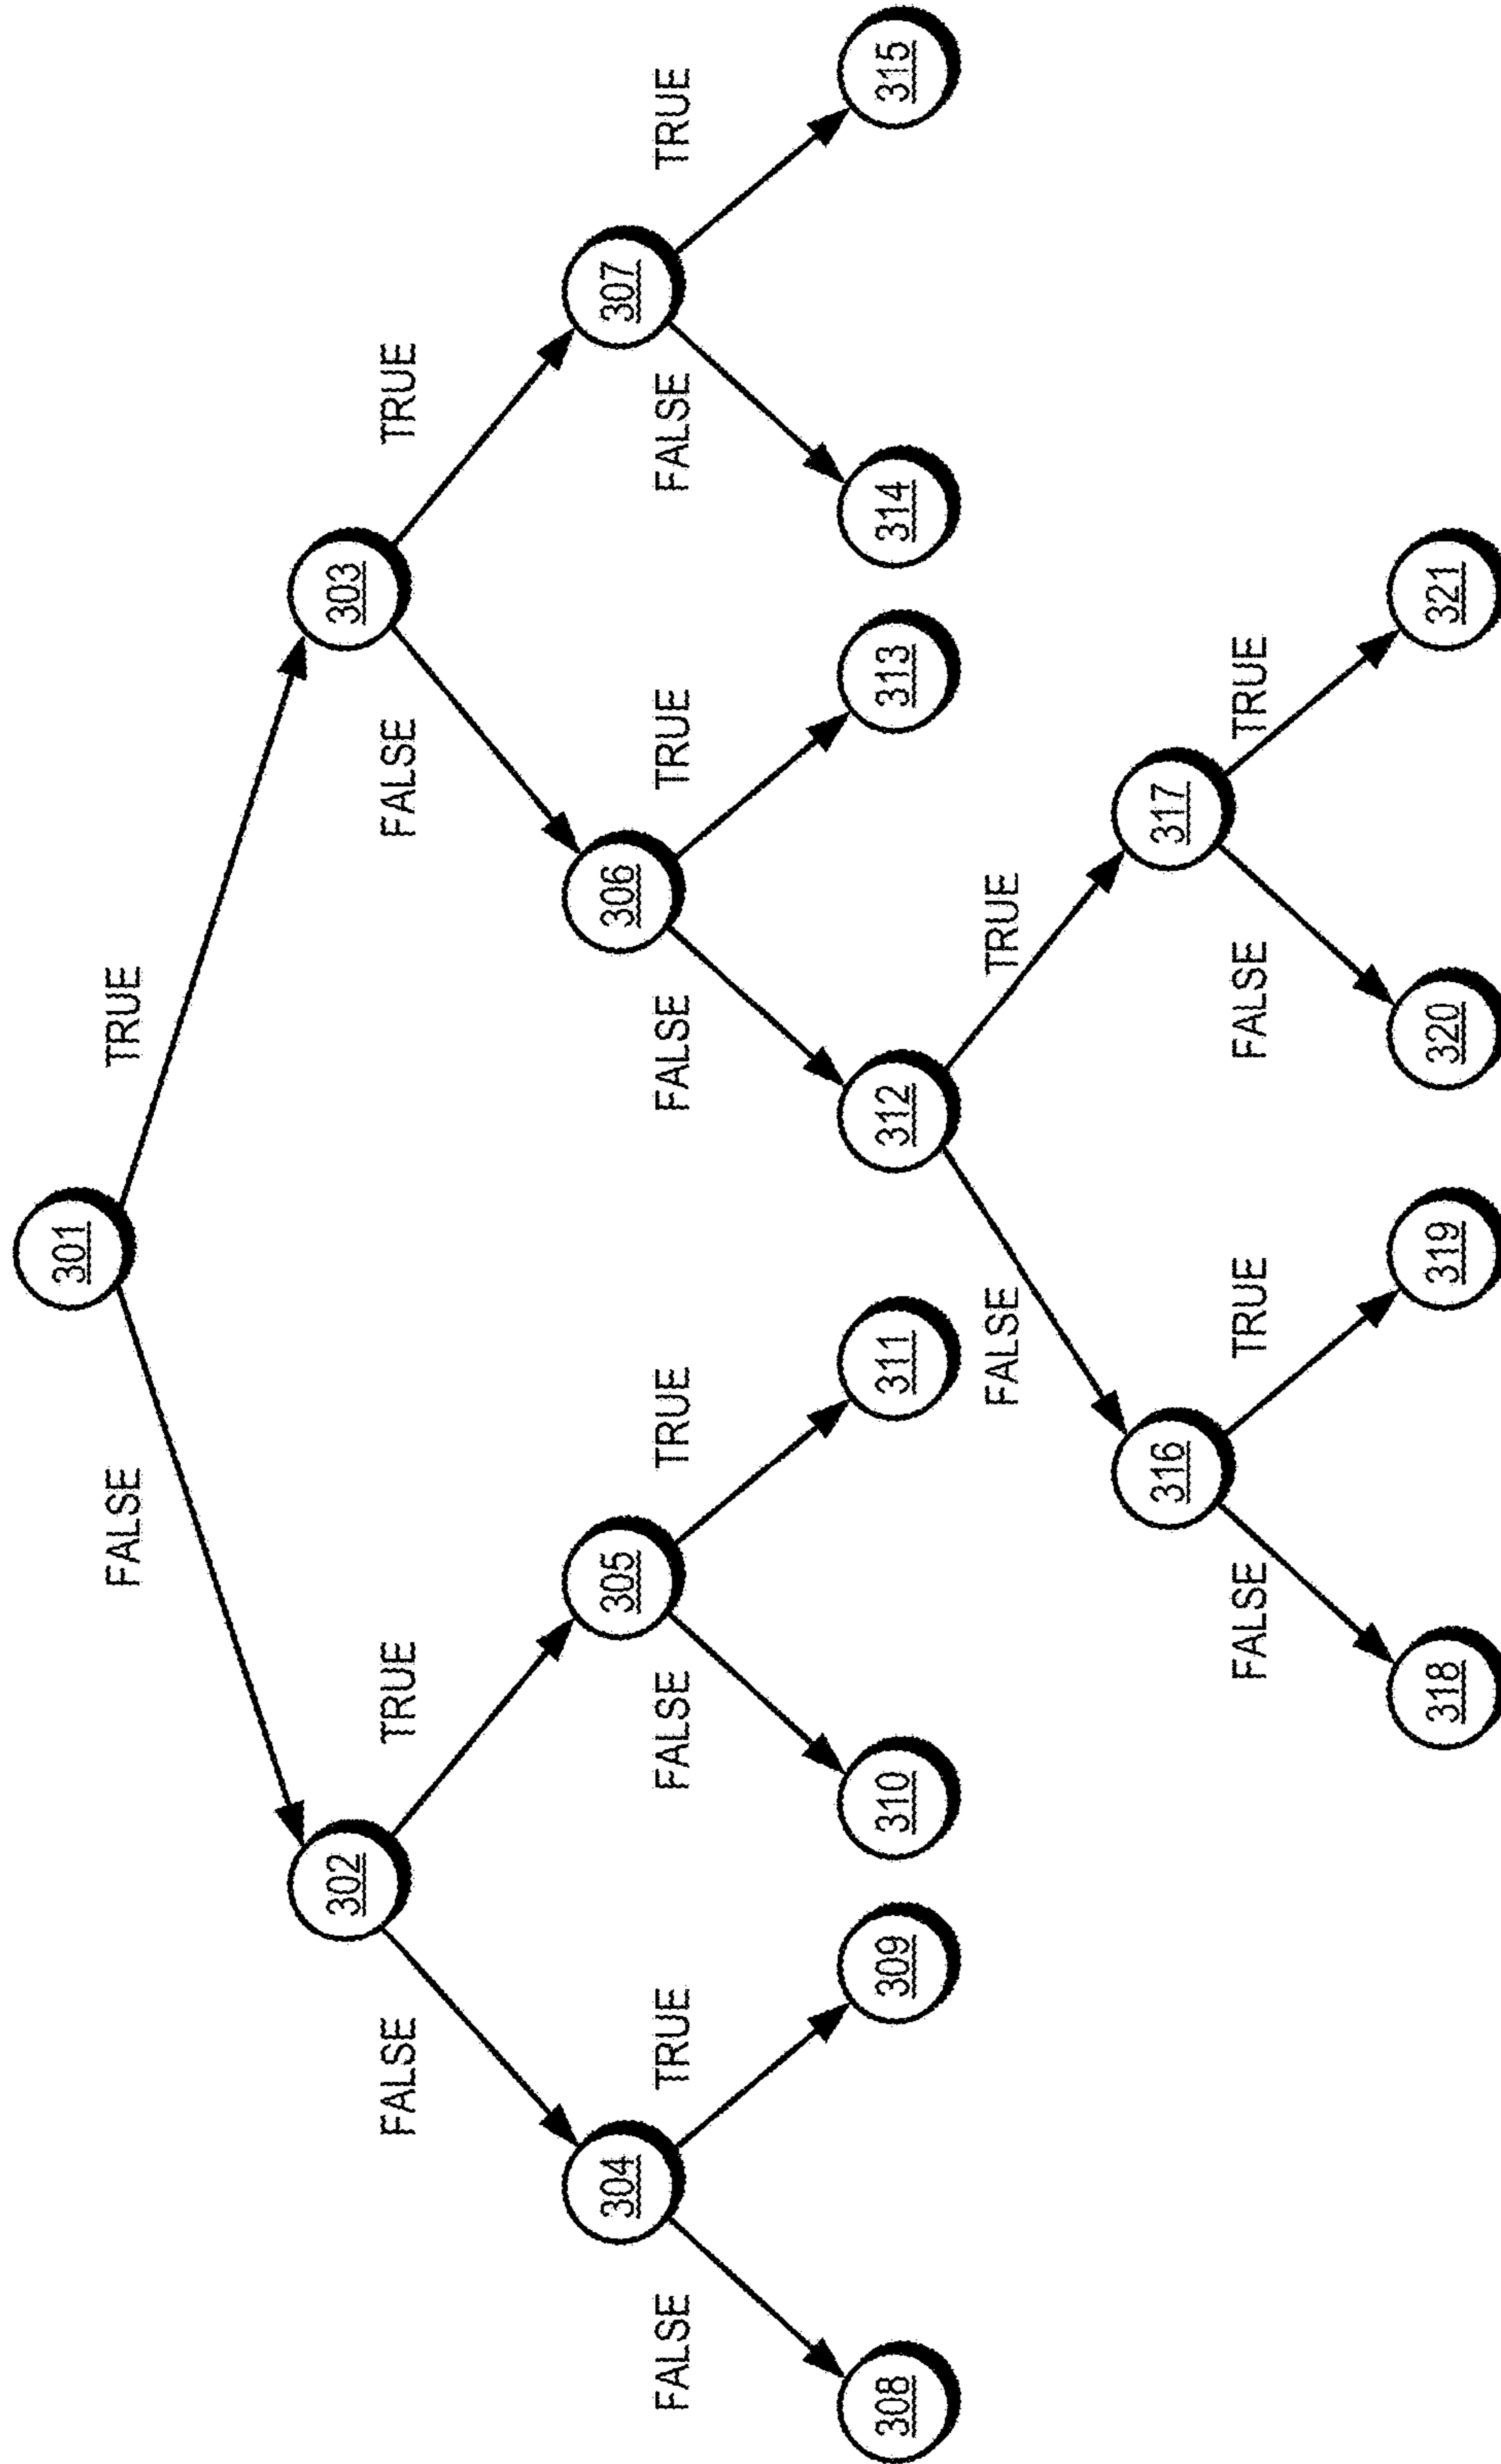 301
FALSE
TRUE
302
303
FALSE
TRUE
FALSE
TRUE
304
305
306
307
FALSE
TRUE
FALSE
TRUE
FALSE
TRUE
FALSE
TRUE
308
309
310
311
312
313
314
315
FALSE
TRUE
316
317
FALSE
TRUE
FALSE
TRUE
318
319
320
321